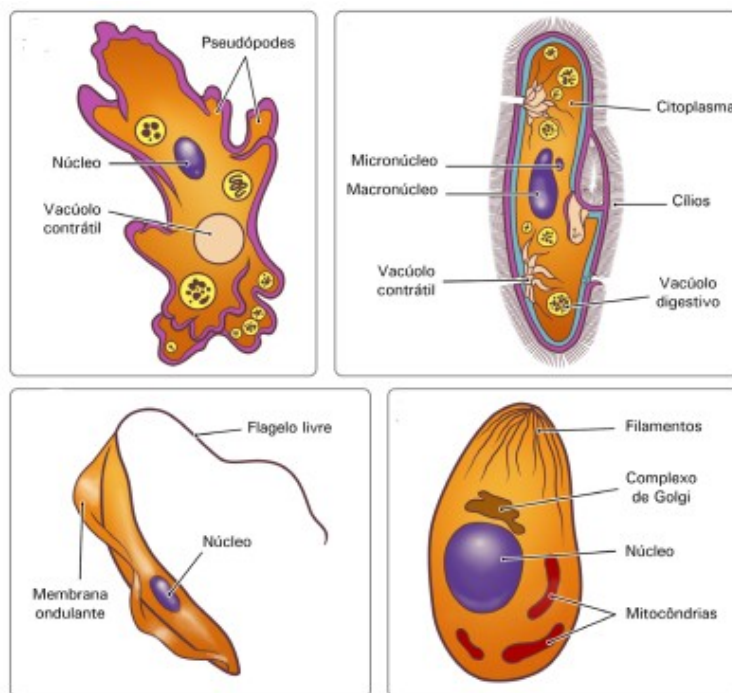 Pseudópodes
Núcleo
Vacúolo
contrátil
Citoplasma
Micronúcleo
Macronúcleo
Cílios
Vacúolo
contrátil
Vacúolo
digestivo
Flagelo livre
Núcleo
Membrana
ondulante
Filamentos
Complexo
de Golgi
Núcleo
Mitocôndrias